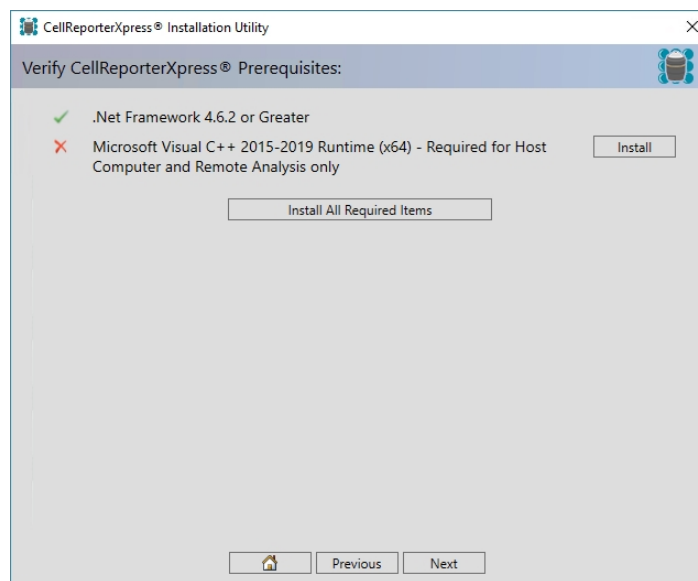 CellReporterXpress® Installation Utility
Verify CellReporterXpress® Prerequisites:
.Net Framework 4.6.2 or Greater
Microsoft Visual C++ 2015-2019 Runtime (x64) - Required for Host
Computer and Remote Analysis only
Install
Install All Required Items
Previous
Next